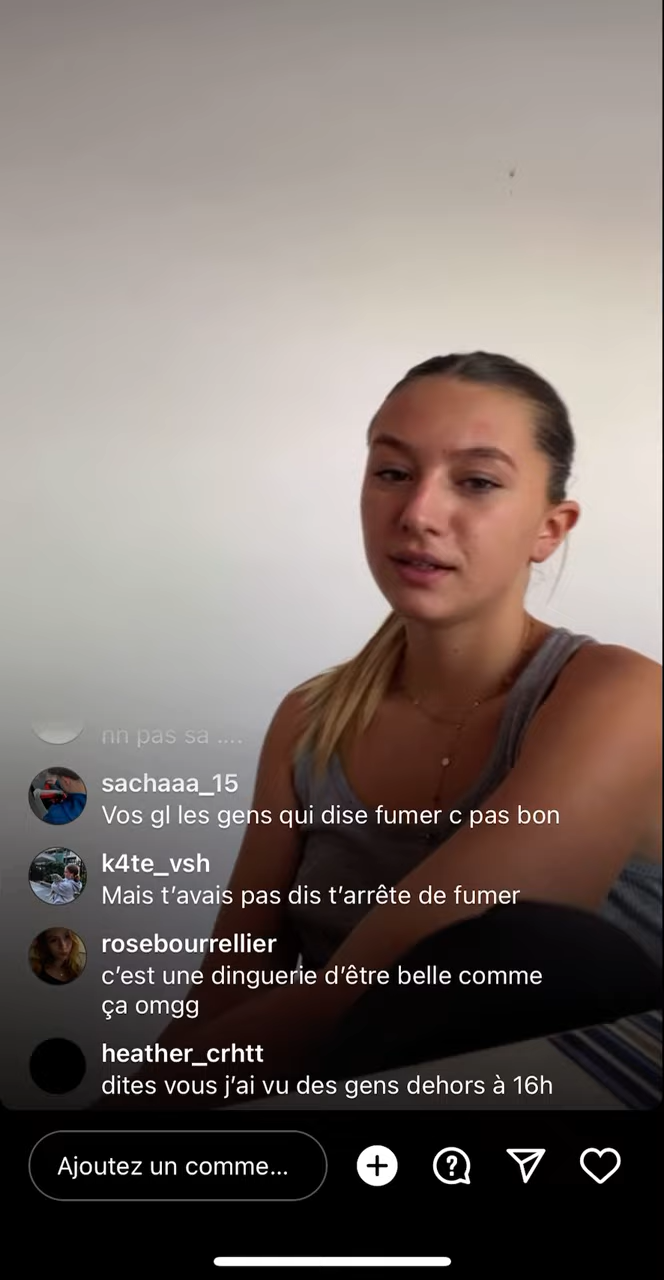 nn pas sa ....
sachaaa_15
Vos gl les gens qui dise fumer c pas bon
k4te_vsh
Mais t’avais pas dis t’arrête de fumer
rosebourrellier
c’est une dinguerie d’être belle comme
ça omgg
heather_crhtt
dites vous j’ai vu des gens dehors à 16h
Ajoutez un comme...